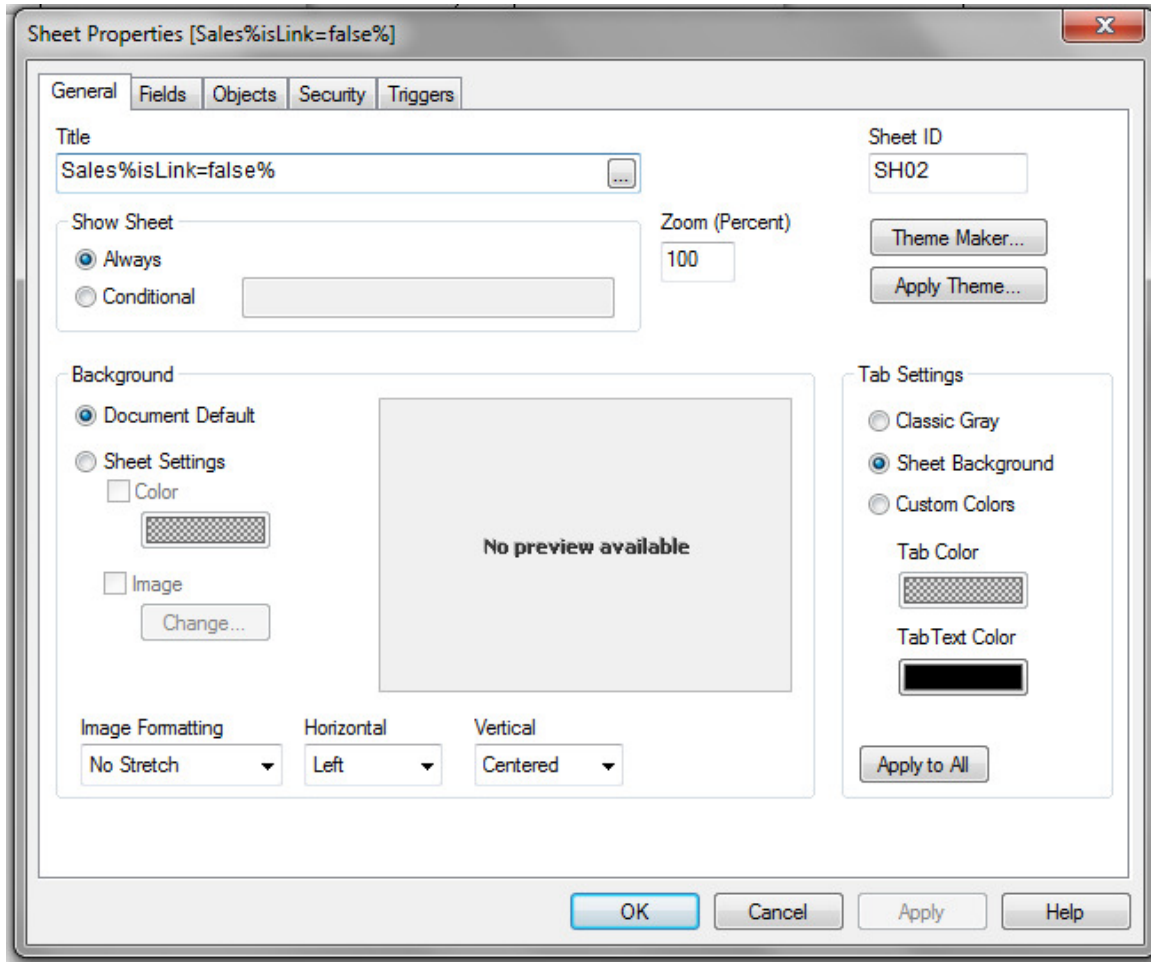 Sheet Properties [Sales%isLink=false%]
General Fields Objects Security Triggers
Title
Sheet ID
Sales%isLink=false% ...
SH02
Show Sheet
Zoom (Percent)
Always
100
Theme Maker...
Conditional
Apply Theme...
Background
Tab Settings
Document Default
Classic Gray
Sheet Settings
Sheet Background
Color
Custom Colors
No preview available
Tab Color
Image
Change...
Tab Text Color
Image Formatting Horizontal Vertical
No Stretch Left Centered
Apply to All
OK Cancel Apply Help